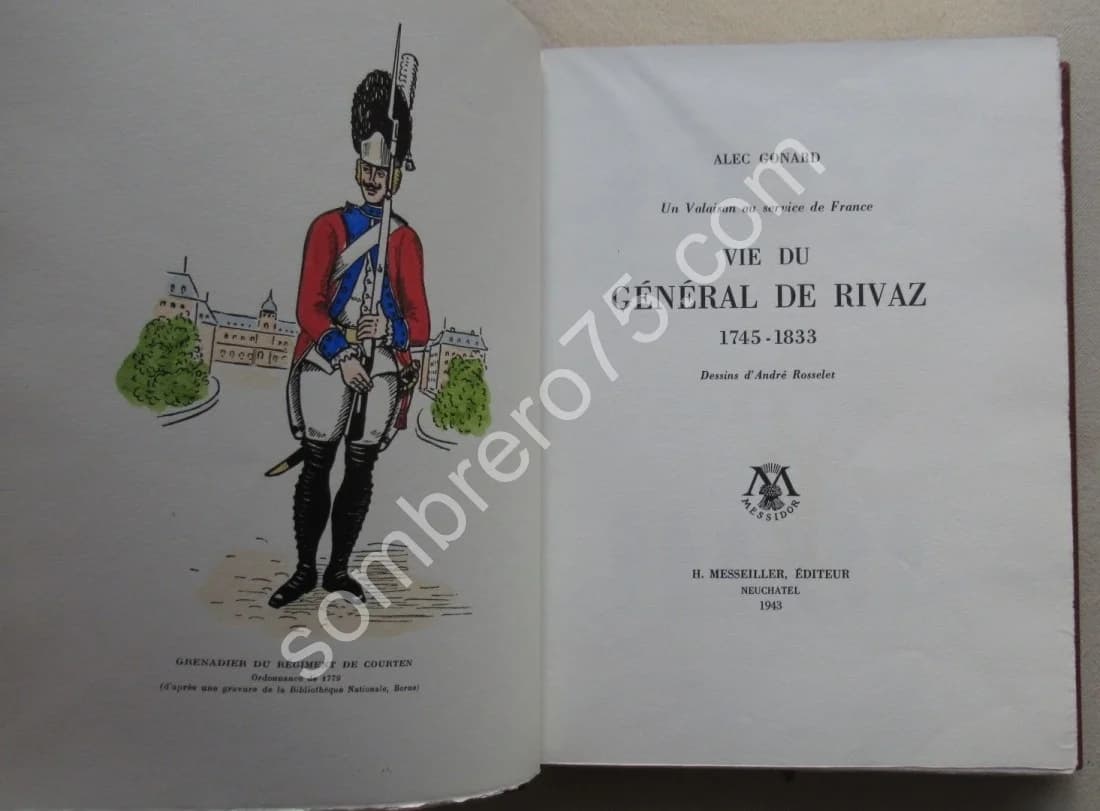 GRENADIER DU RÉGIMENT DE COURTEN
Ordonnance de
(d'après une gravure de la Bibliothèque Nationale, Berne)
ALEC GONARD
Un Valaisan au service de France
VIE DU
GÉNÉRAL DE RIVAZ
1745-1833
Dessins d'André Rosselet
M
MESSIDOR
H. MESSEILLER, ÉDITEUR
NEUCHATEL
1943
sombrero75.com